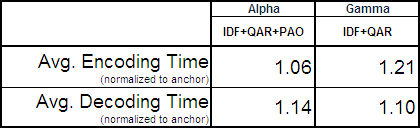 Alpha Gamma
IDF+QAR+PAO IDF+QAR
Avg. Encoding Time 1.06 1.21
(normalized to anchor)
Avg. Decoding Time 1.14 1.10
(normalized to anchor)